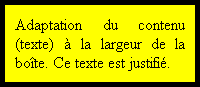 Adaptation du contenu
(texte) à la largeur de la
boîte. Ce texte est justifié.